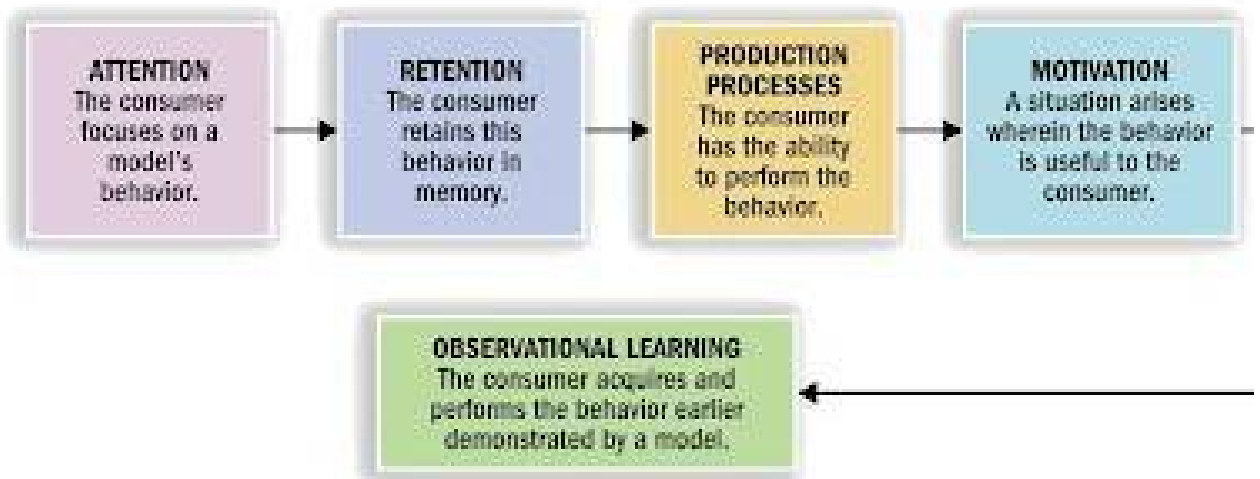 ATTENTION
The consumer
focuses on a
model's
behavior.
RETENTION
The consumer
retains this
behavior in
memory.
PRODUCTION
PROCESSES
The consumer
has the ability
to perform the
behavior.
MOTIVATION
A situation arises
wherein the behavior
is useful to the
consumer.
OBSERVATIONAL LEARNING
The consumer acquires and
performs the behavior earlier
demonstrated by a model.